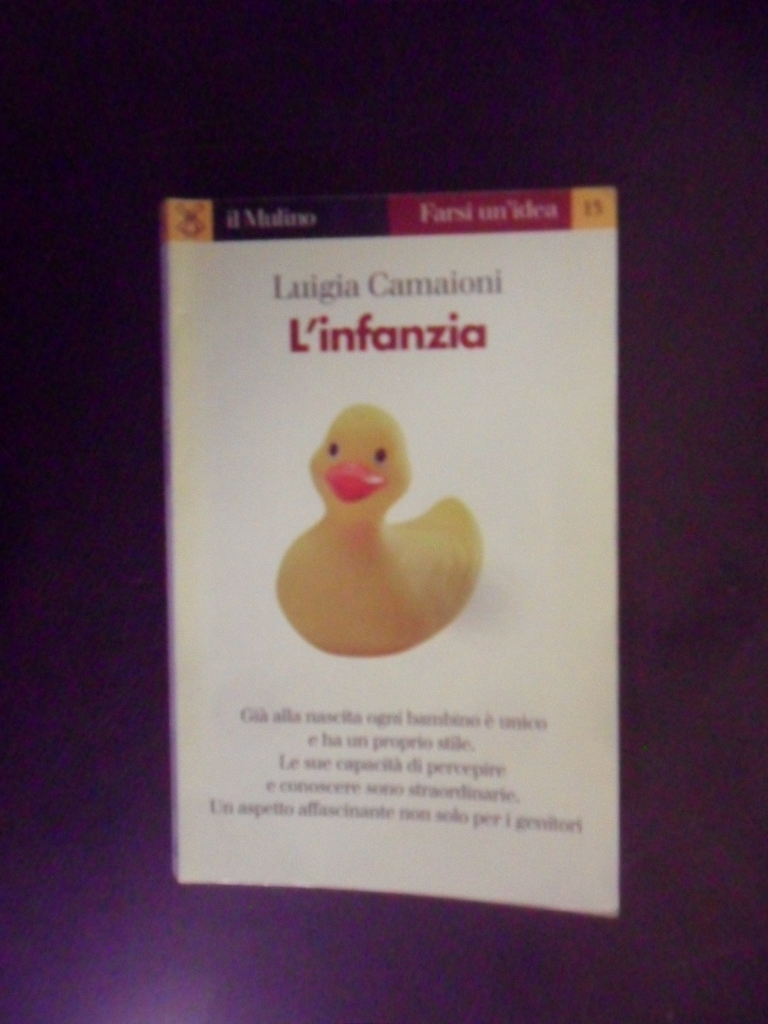 il Mulino Farsi un'idea 15
Luigia Camaioni
L'infanzia
Già alla nascita ogni bambino è unico
e ha un proprio stile.
Le sue capacità di percepire
e conoscere sono straordinarie.
Un aspetto affascinante non solo per i genitori